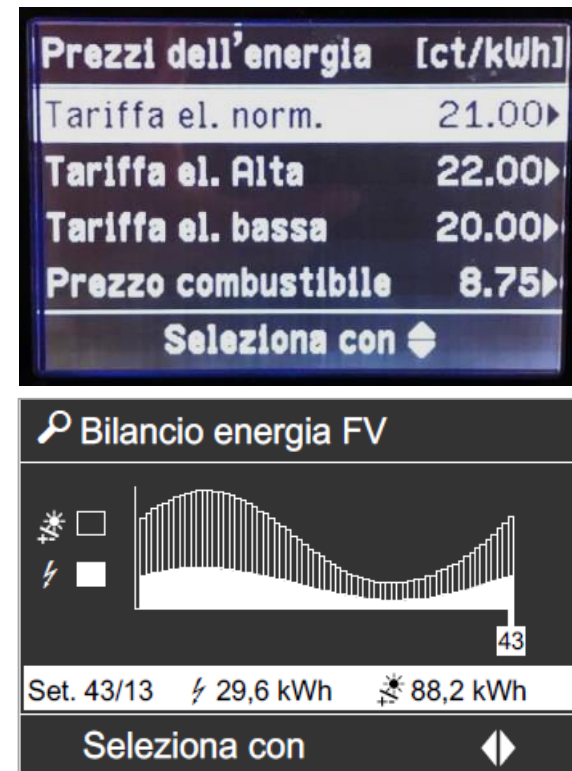 Prezzi dell'energia [ct/kWh]
Tariffa el. norm. 21.00
Tariffa el. Alta 22.00
Tariffa el. bassa 20.00
Prezzo combustibile 8.75
Seleziona con
Bilancio energia FV
43
Set. 43/13 29,6 kWh 88,2 kWh
Seleziona con